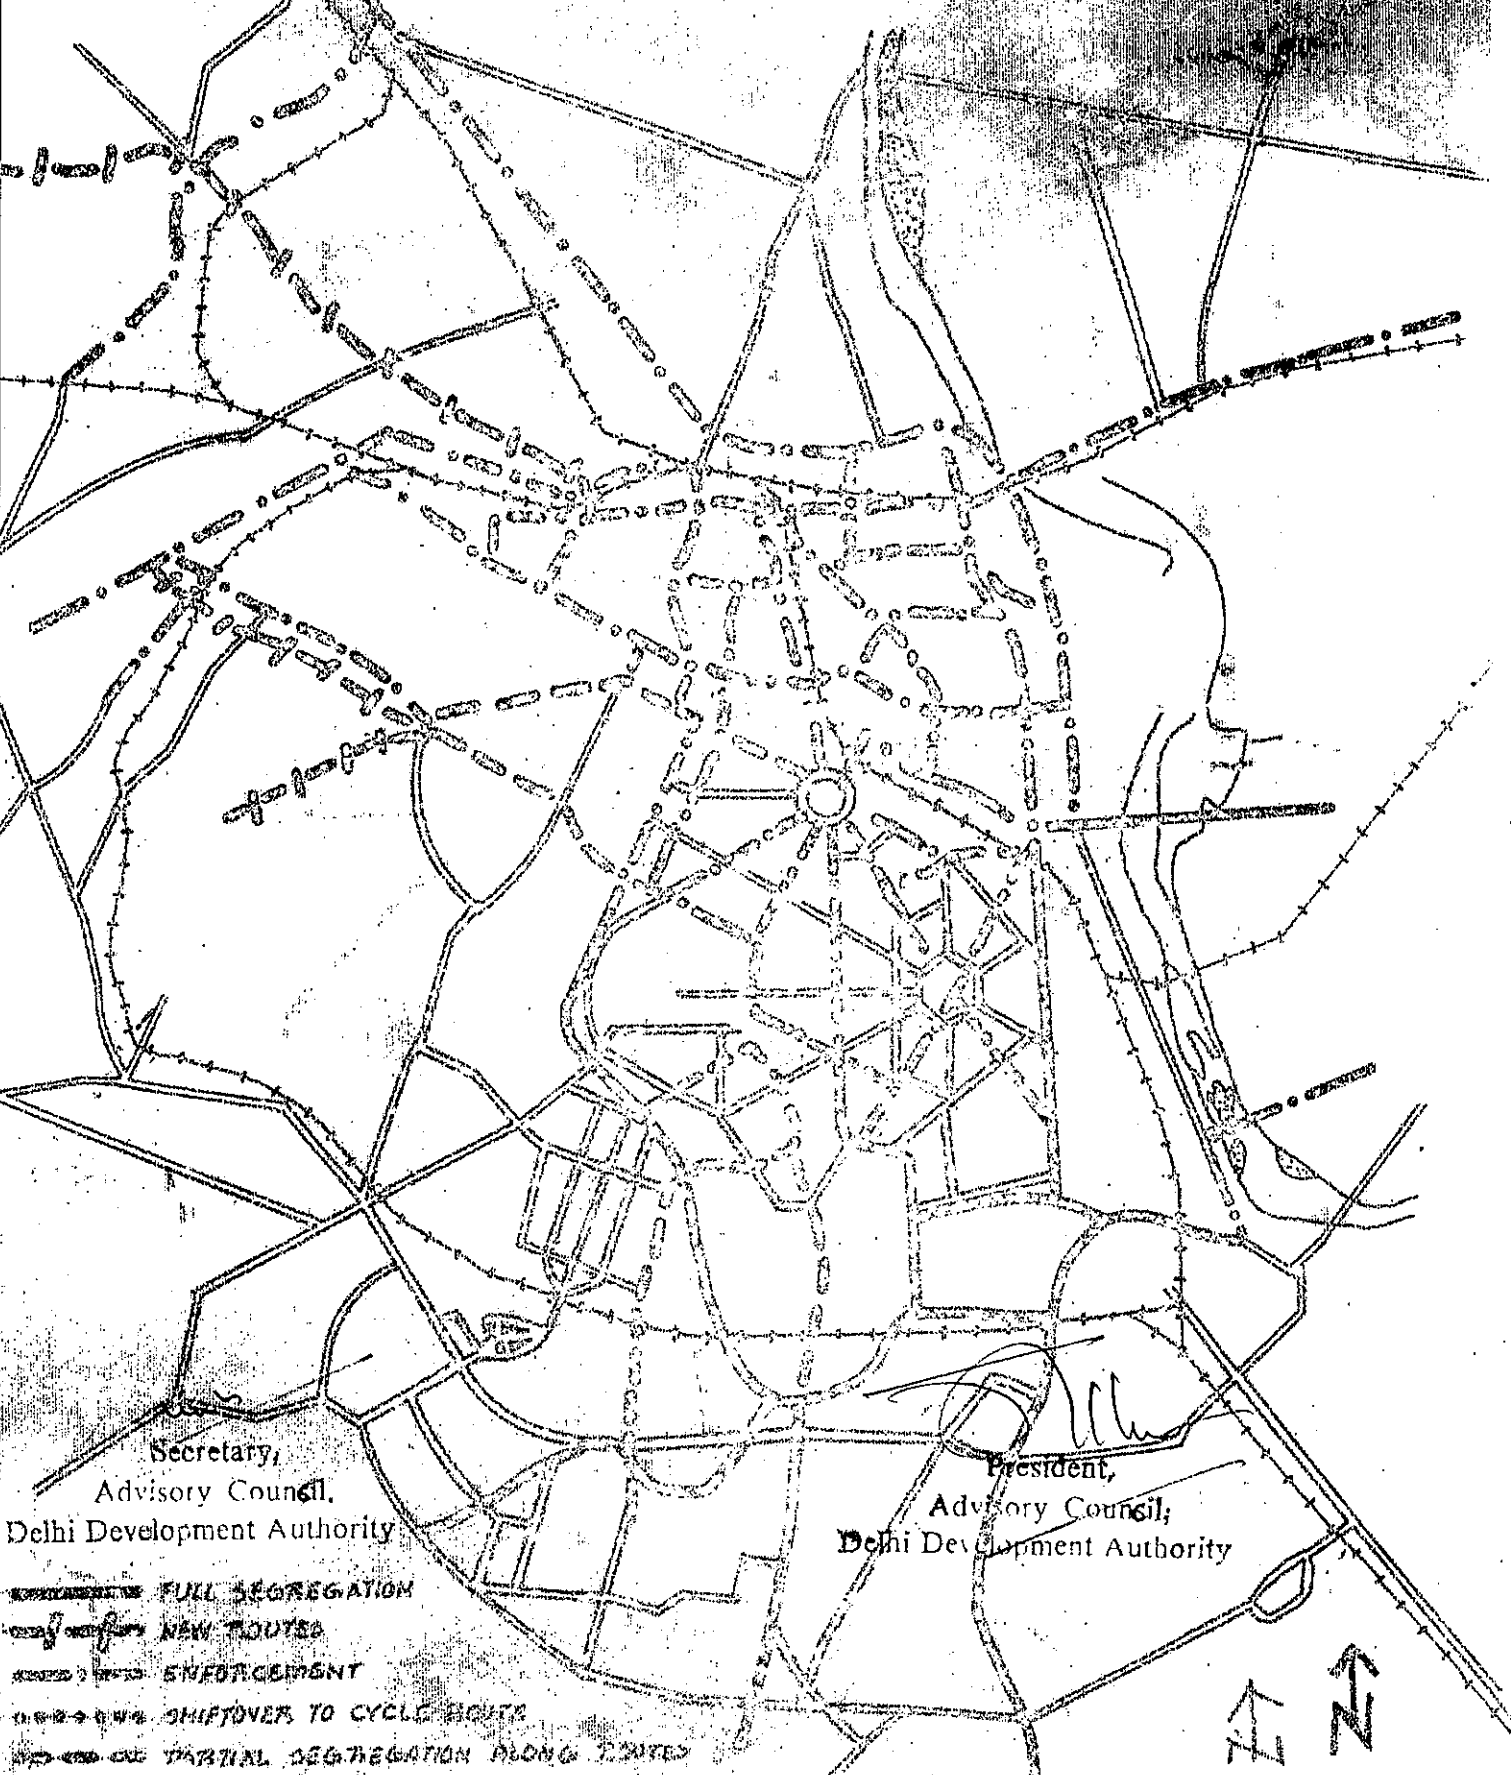 Secretary,
Advisory Council,
Delhi Development Authority
President,
Advisory Council,
Delhi Development Authority
FULL SEGREGATION
NEW ROUTES
ENFORCEMENT
SHIFTOVER TO CYCLE ROUTE
PARTIAL SEGREGATION ALONG ROUTES
N